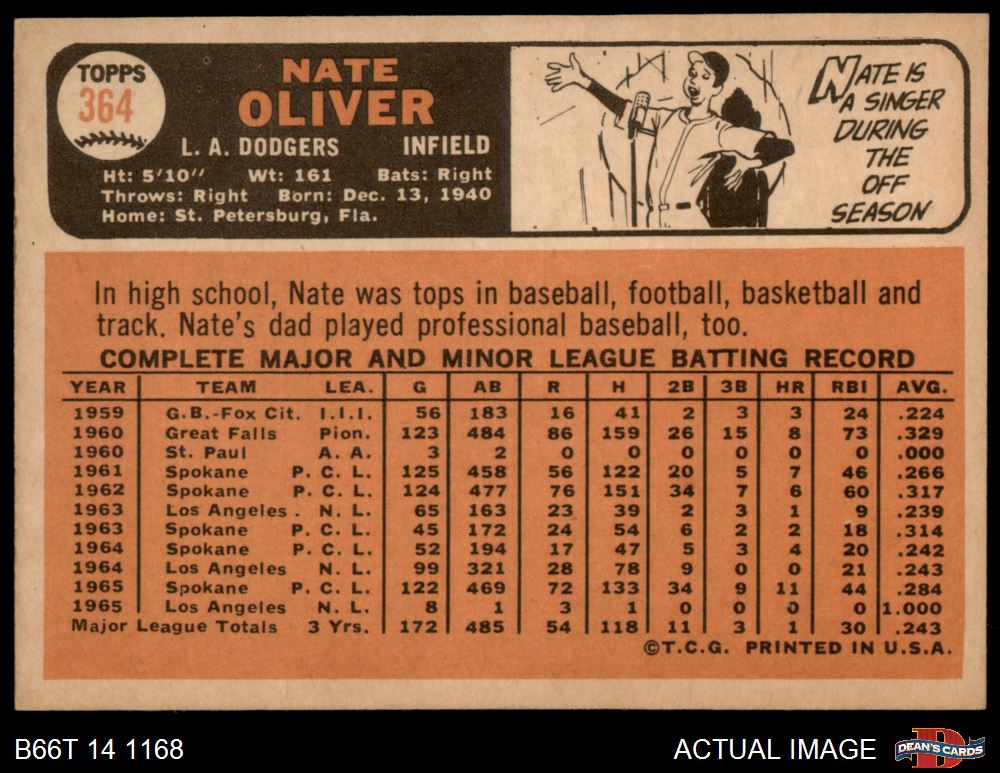 TOPPS
364
NATE
OLIVER
L. A. DODGERS INFIELD
Ht: 5'10" Wt: 161 Bats: Right
Throws: Right Born: Dec. 13, 1940
Home: St. Petersburg, Fla.
NATE IS
A SINGER
DURING
THE
OFF
SEASON
In high school, Nate was tops in baseball, football, basketball and
track. Nate's dad played professional baseball, too.
COMPLETE MAJOR AND MINOR LEAGUE BATTING RECORD
YEAR TEAM LEA. G AB R H 2B 3B HR RBI AVG.
1959 G.B.-Fox Cit. I.I.I. 56 183 16 41 2 3 3 24 .224
1960 Great Falls Pion. 123 484 86 159 26 15 8 73 .329
1960 St. Paul A. A. 3 2 0 0 0 0 0 0 .000
1961 Spokane P. C. L. 125 458 56 122 20 5 7 46 .266
1962 Spokane P. C. L. 124 477 76 151 34 7 6 60 .317
1963 Los Angeles . N. L. 65 163 23 39 2 3 1 9 .239
1963 Spokane P. C. L. 45 172 24 54 6 2 2 18 .314
1964 Spokane P. C. L. 52 194 17 47 5 3 4 20 .242
1964 Los Angeles N. L. 99 321 28 78 9 0 0 21 .243
1965 Spokane P. C. L. 122 469 72 133 34 9 11 44 .284
1965 Los Angeles N. L. 8 1 3 1 0 0 0 0 1.000
Major League Totals 3 Yrs. 172 485 54 118 11 3 1 30 .243
©T.C.G. PRINTED IN U.S.A.
B66T 14 1168 ACTUAL IMAGE
D
DEAN'S CARDS